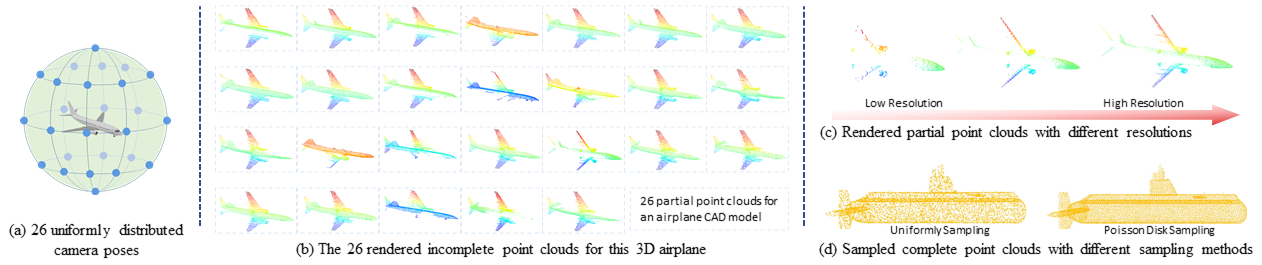 (a) 26 uniformly distributed
camera poses
26 partial point clouds for
an airplane CAD model
(b) The 26 rendered incomplete point clouds for this 3D airplane
Low Resolution
High Resolution
(c) Rendered partial point clouds with different resolutions
Uniformly Sampling
Poisson Disk Sampling
(d) Sampled complete point clouds with different sampling methods